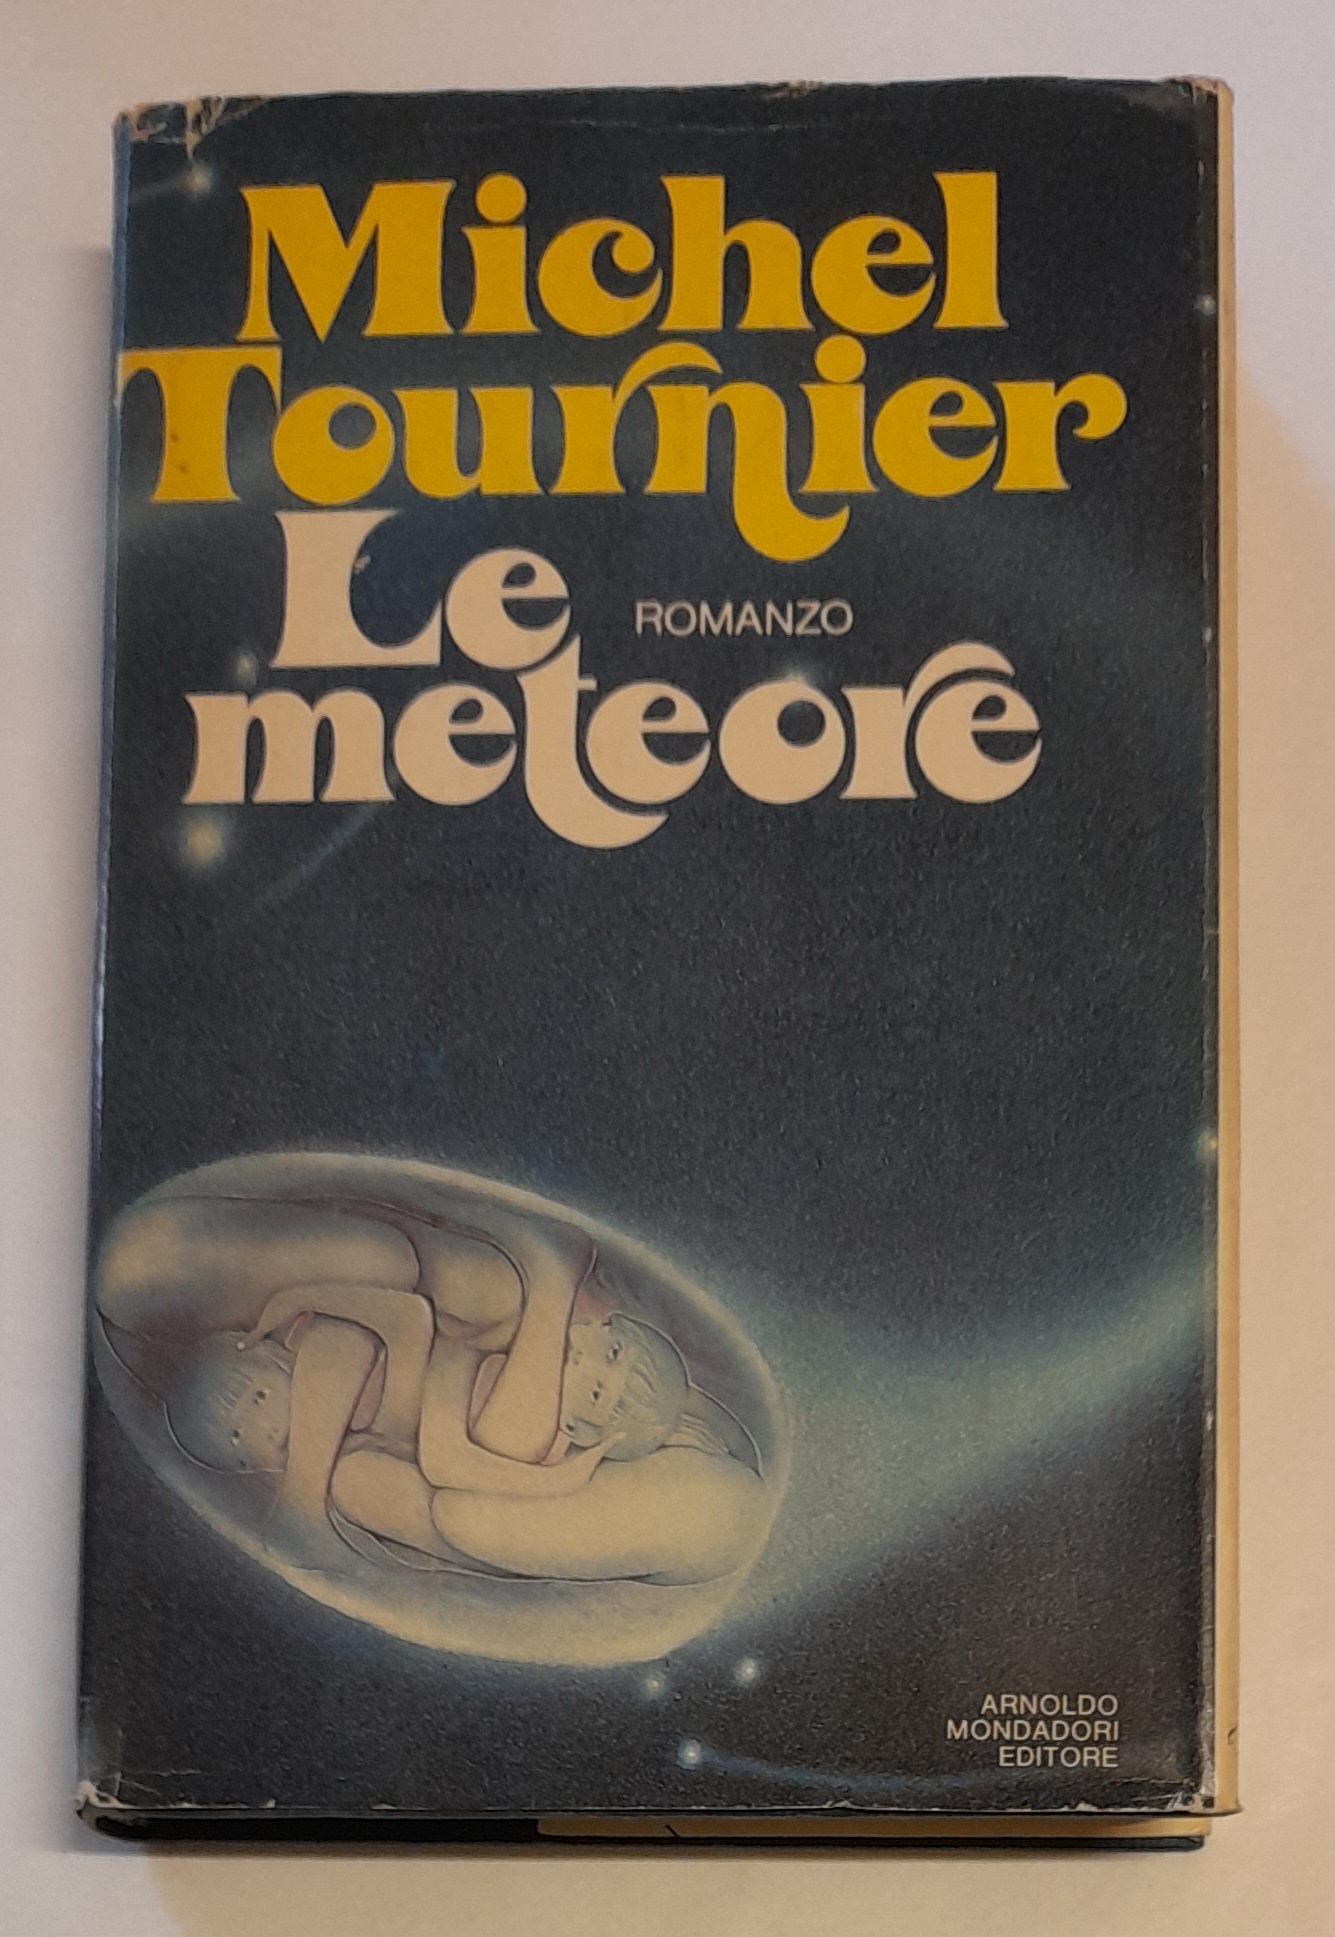 Michel
Tournier
Le
ROMANZO
meteore
ARNOLDO
MONDADORI
EDITORE